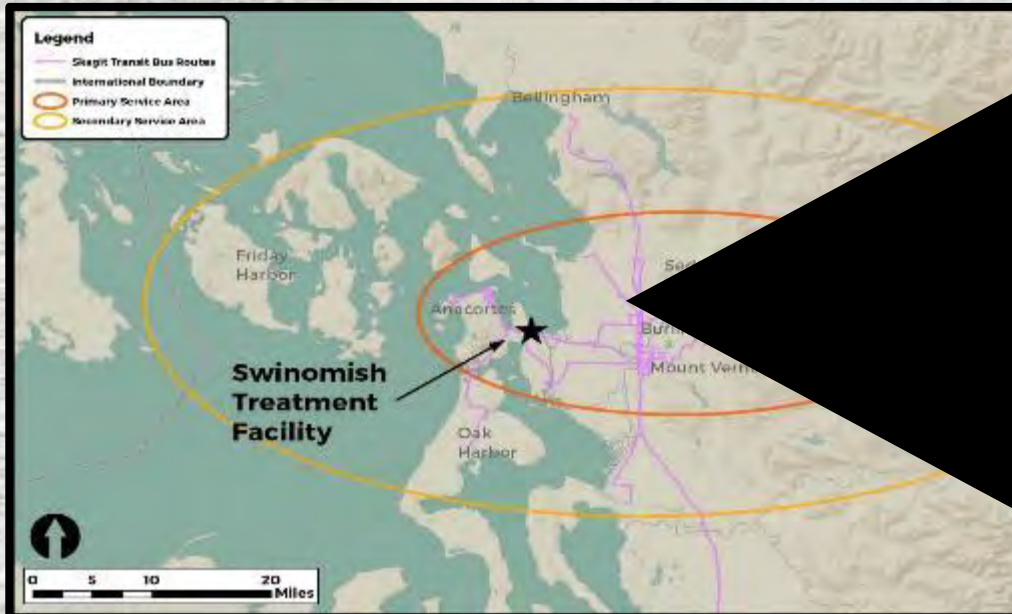 Legend
Skagit Transit Bus Routes
International Boundary
Primary Service Area
Secondary Service Area
Bellingham
Friday
Harbor
Anacortes
Mount
Swinomish
Treatment
Facility
Oak
Harbor
0 5 10 20
Miles